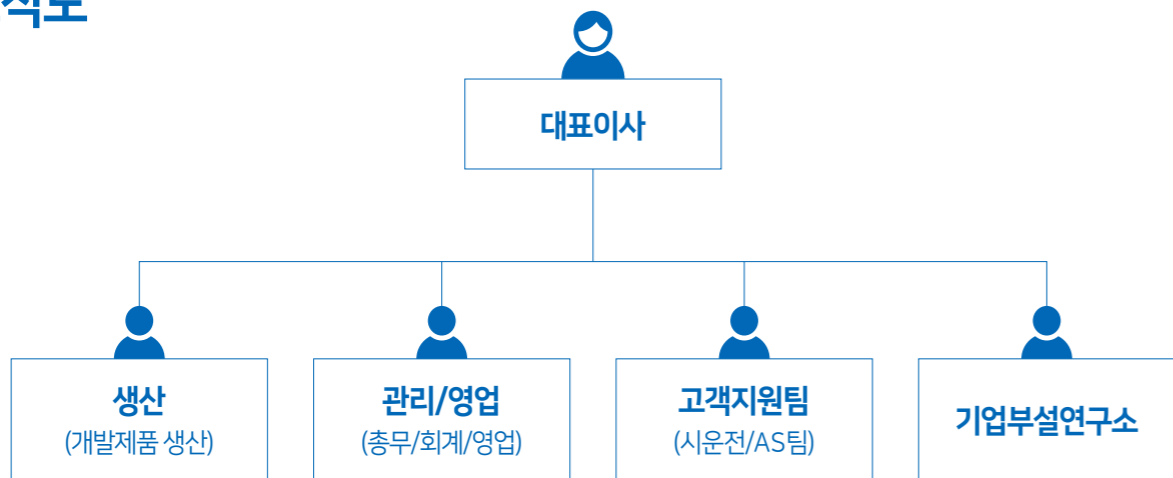 직도
대표이사
생산
(개발제품 생산)
관리/영업
(총무/회계/영업)
고객지원팀
(시운전/AS팀)
기업부설연구소